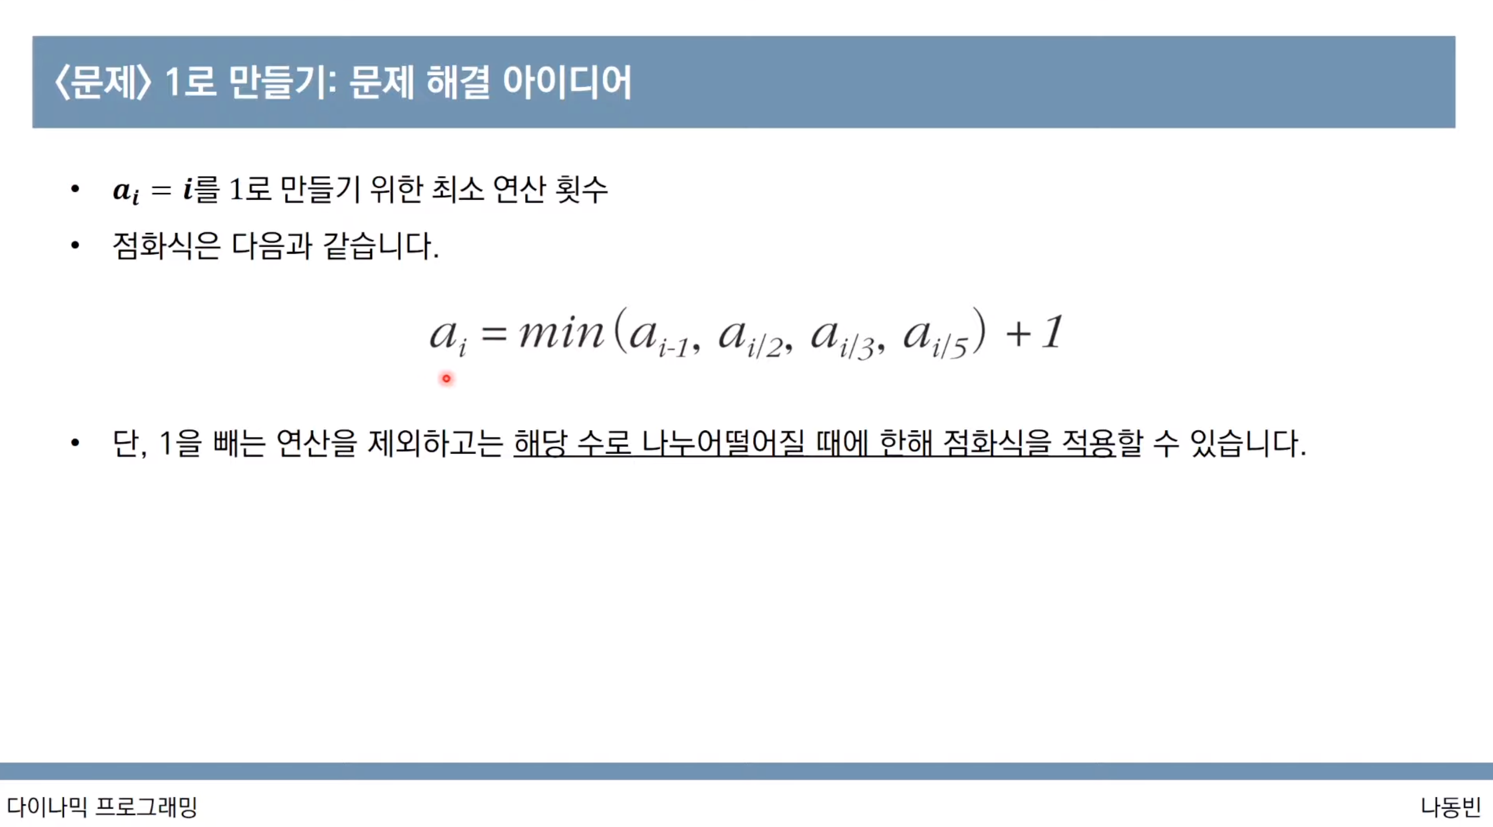 <문제> 1로 만들기: 문제 해결 아이디어
• a_i = i를 1로 만들기 위한 최소 연산 횟수
• 점화식은 다음과 같습니다.
a_i = min(a_{i-1}, a_{i/2}, a_{i/3}, a_{i/5}) + 1
• 단, 1을 빼는 연산을 제외하고는 해당 수로 나누어떨어질 때에 한해 점화식을 적용할 수 있습니다.
다이나믹 프로그래밍
나동빈